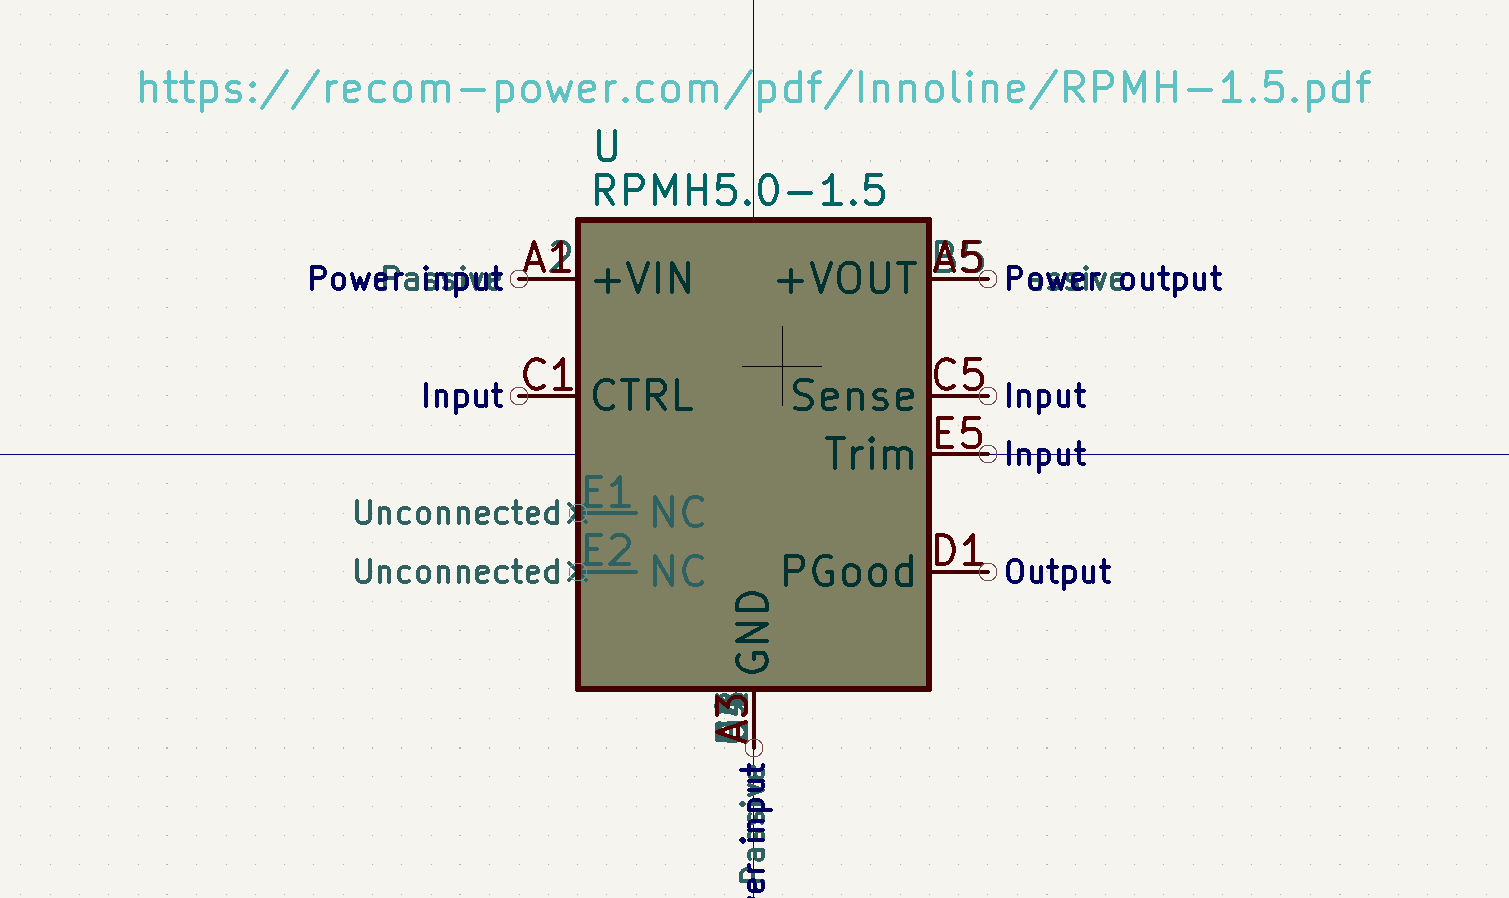 https://recom-power.com/pdf/Innoline/RPMH-1.5.pdf
U
RPMH5.0-1.5
Power input A1 +VIN +VOUT A5 Power output
Input C1 CTRL Sense C5 Input
Trim E5 Input
Unconnected E1 NC
Unconnected E2 NC PGood D1 Output
GND
A3
input